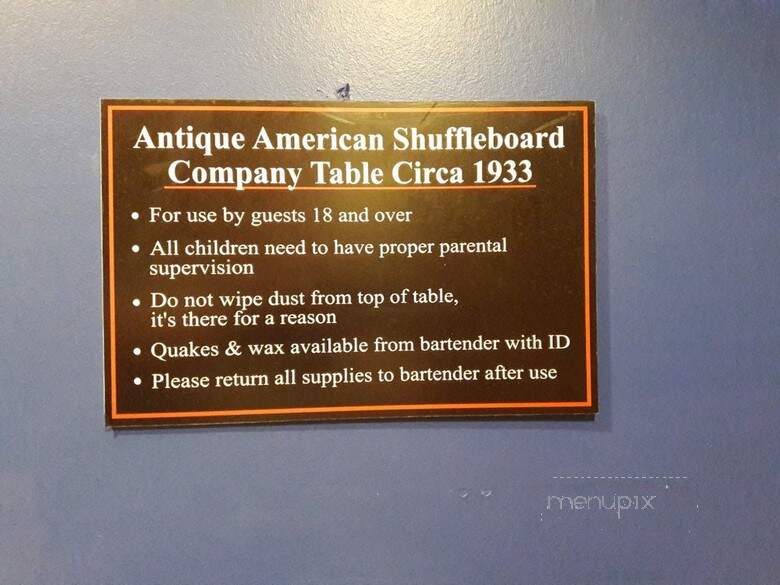 Antique American Shuffleboard
Company Table Circa 1933
• For use by guests 18 and over
• All children need to have proper parental
supervision
• Do not wipe dust from top of table,
it's there for a reason
• Quakes & wax available from bartender with ID
• Please return all supplies to bartender after use
menupix